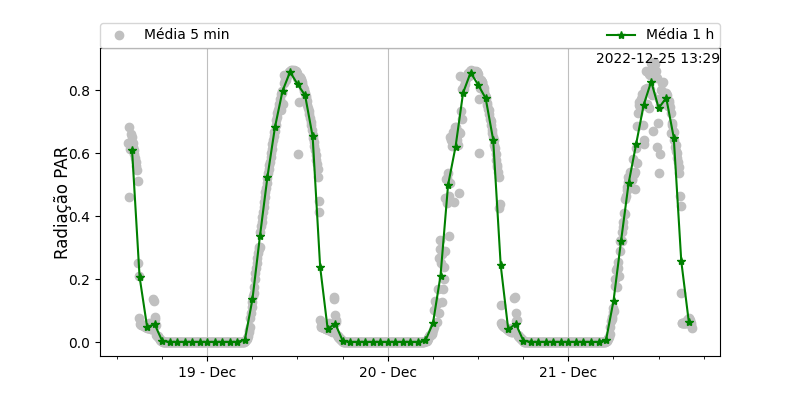 Média 5 min
Média 1 h
2022-12-25 13:29
Radiação PAR
0.8
0.6
0.4
0.2
0.0
19 - Dec
20 - Dec
21 - Dec